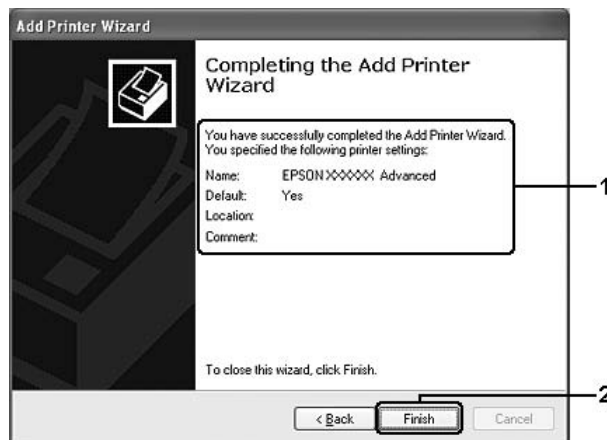 Add Printer Wizard
Completing the Add Printer
Wizard
You have successfully completed the Add Printer Wizard.
You specified the following printer settings:
Name: EPSON XXXXXX Advanced
Default: Yes
Location:
Comment:
1
To close this wizard, click Finish.
2
< Back Finish Cancel